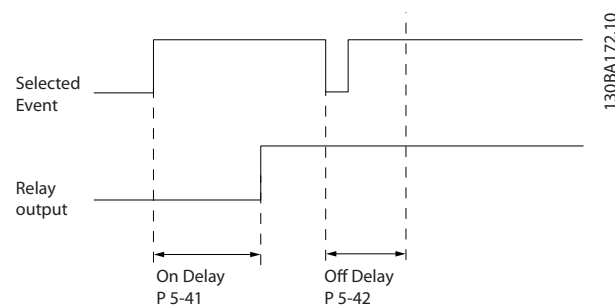 130BA172.10
Selected
Event
Relay
output
On Delay
P 5-41
Off Delay
P 5-42